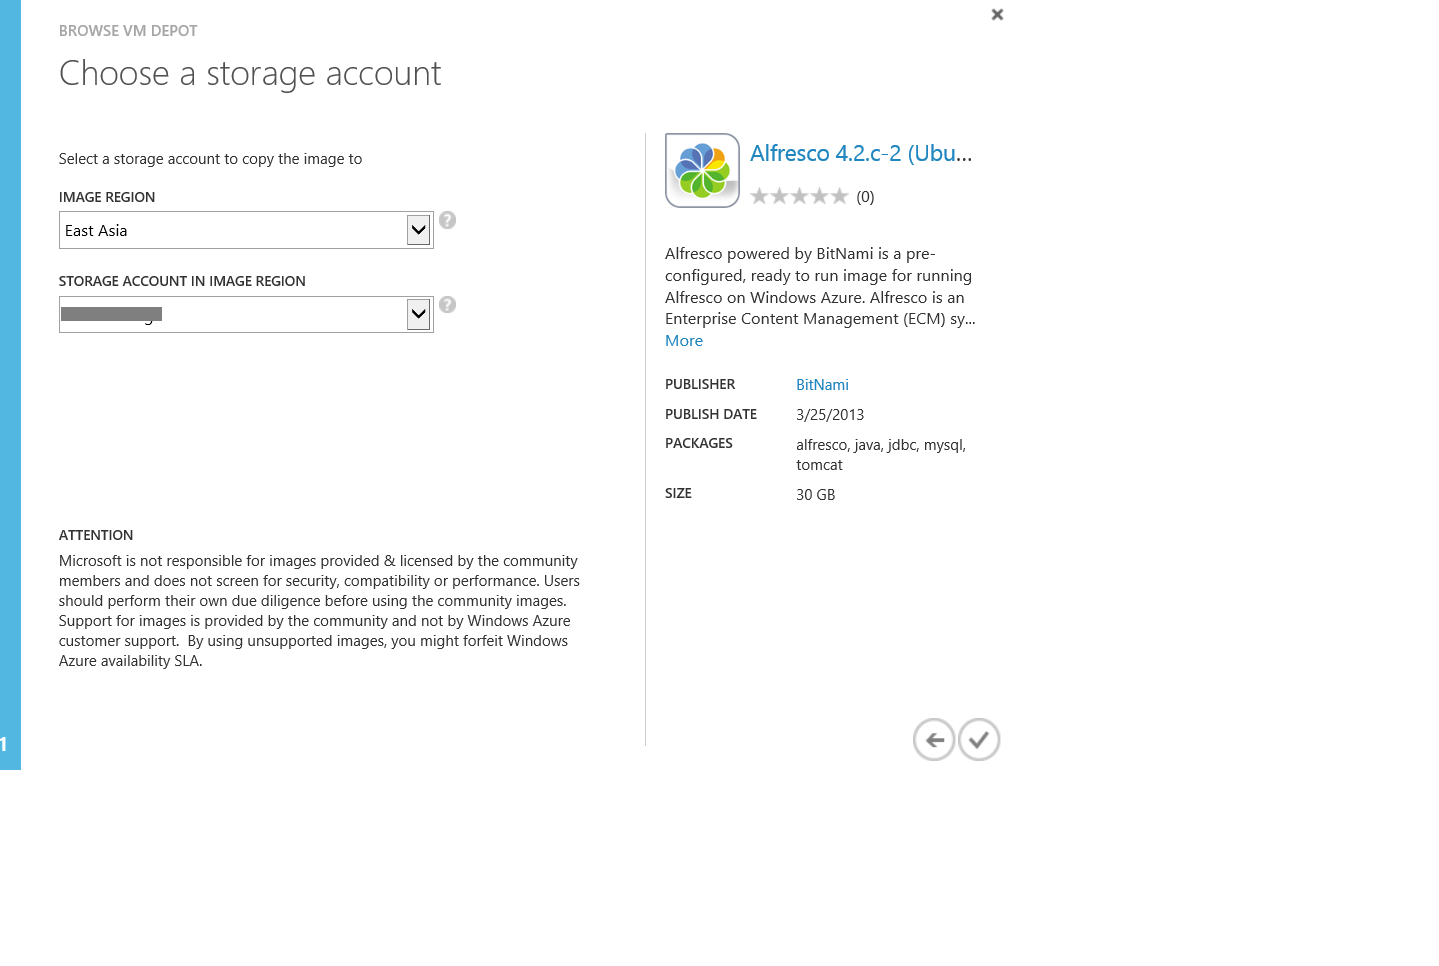 BROWSE VM DEPOT
Choose a storage account
Select a storage account to copy the image to
IMAGE REGION
East Asia
?
STORAGE ACCOUNT IN IMAGE REGION
?
ATTENTION
Microsoft is not responsible for images provided & licensed by the community
members and does not screen for security, compatibility or performance. Users
should perform their own due diligence before using the community images.
Support for images is provided by the community and not by Windows Azure
customer support.  By using unsupported images, you might forfeit Windows
Azure availability SLA.
1
Alfresco 4.2.c-2 (Ubu...
(0)
Alfresco powered by BitNami is a pre-
configured, ready to run image for running
Alfresco on Windows Azure. Alfresco is an
Enterprise Content Management (ECM) sy...
More
PUBLISHER BitNami
PUBLISH DATE 3/25/2013
PACKAGES alfresco, java, jdbc, mysql,
tomcat
SIZE 30 GB